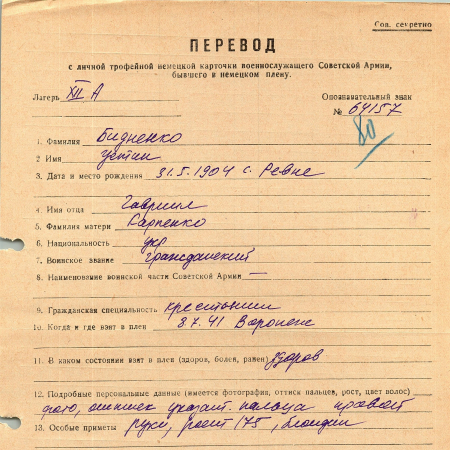 Сов. секретно
ПЕРЕВОД
с личной трофейной немецкой карточки военнослужащего Советской Армии,
бывшего в немецком плену.
Лагерь XII А
Опознавательный знак
№ 64157
80
1. Фамилия Бидненко
2 Имя Устин
3. Дата и место рождения 31.5.1904 с. Ревне
4. Имя отца Гавриил
5. Фамилия матери Карпенко
6. Национальность укр
7. Воинское звание гражданский
8. Наименование воинской части Советской Армии —
9. Гражданская специальность крестьянин
10. Когда и где взят в плен 8.7.41 Воронеж
11. В каком состоянии взят в плен (здоров, болен, ранен) здоров
12. Подробные персональные данные (имеется фотография, оттиск пальцев, рост, цвет волос)
фото, оттиск указат. пальца правой
13. Особые приметы руки, рост 175, блондин